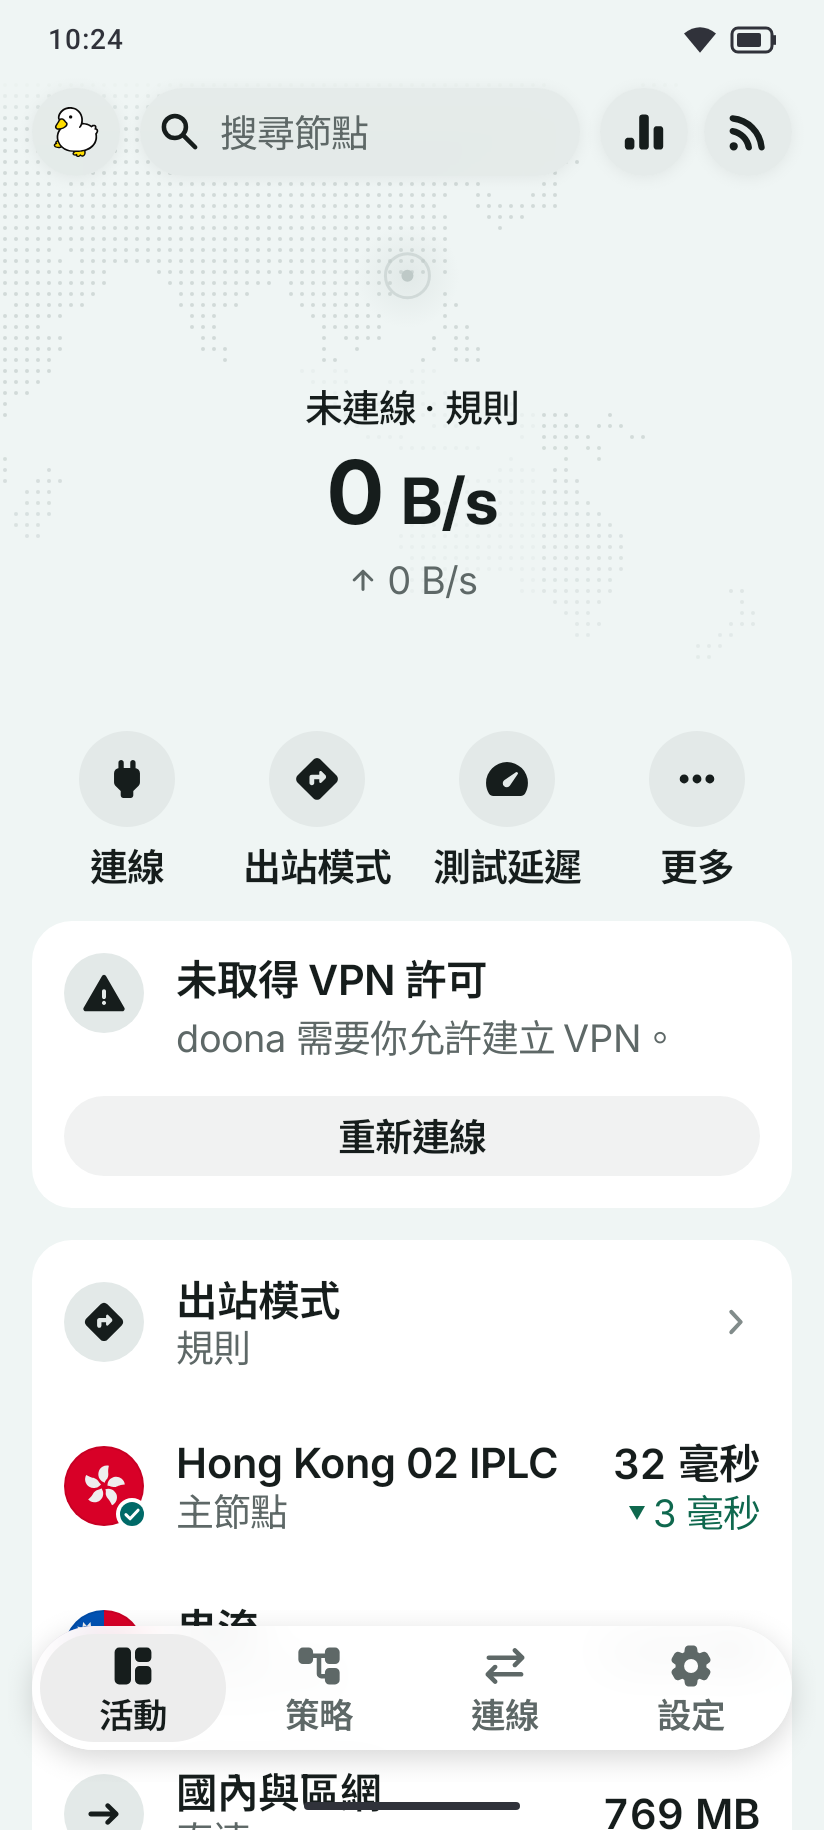 10:24
搜尋節點
未連線 · 規則
0 B/s
↑ 0 B/s
連線
出站模式
測試延遲
更多
未取得 VPN 許可
doona 需要你允許建立 VPN。
重新連線
出站模式
規則
Hong Kong 02 IPLC
32 毫秒
主節點
▼3 毫秒
串流
活動
策略
連線
設定
國內與區網
769 MB
直連